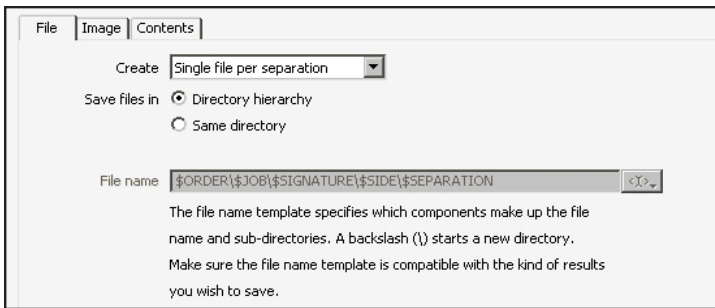 File Image Contents
Create Single file per separation
Save files in Directory hierarchy
Same directory
File name $ORDER\$JOB\$SIGNATURE\$SIDE\$SEPARATION <I>
The file name template specifies which components make up the file
name and sub-directories. A backslash (\) starts a new directory.
Make sure the file name template is compatible with the kind of results
you wish to save.